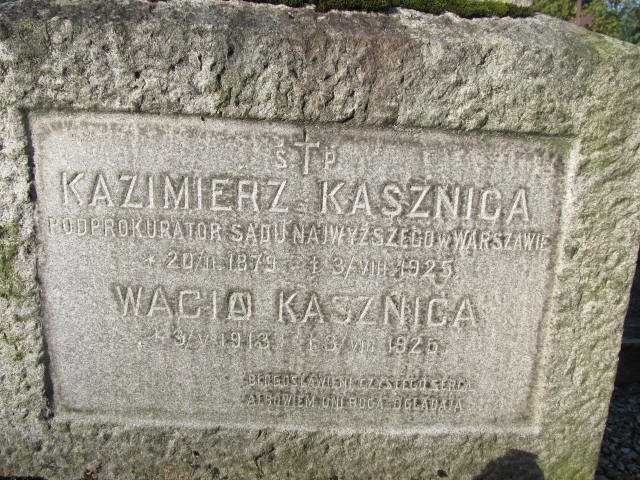 Ś † P
KAZIMIERZ KASZNICA
PODPROKURATOR SĄDU NAJWYŻSZEGO w WARSZAWIE
* 20/II 1879 † 3/VIII 1925
WACIO KASZNICA
* 3/V 1913 † 3/VIII 1925
BŁOGOSŁAWIENI CZYSTEGO SERCA
ALBOWIEM ONI BOGA OGLĄDAJĄ